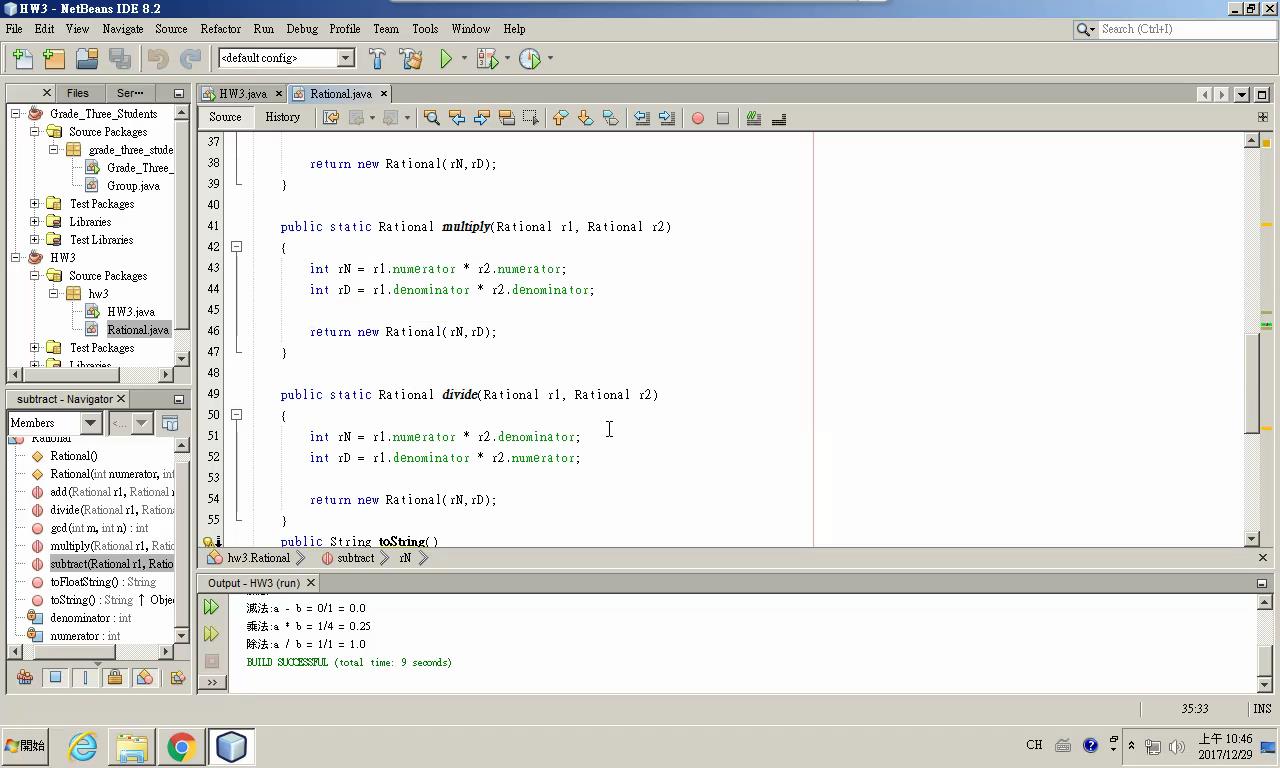 HW3 - NetBeans IDE 8.2
File Edit View Navigate Source Refactor Run Debug Profile Team Tools Window Help
Search (Ctrl+I)
<default config>
Files Ser...
HW3.java Rational.java
Source History
Grade_Three_Students
Source Packages
grade_three_stude
Grade_Three_
Group.java
Test Packages
Libraries
Test Libraries
HW3
Source Packages
hw3
HW3.java
Rational.java
Test Packages
Libraries
37
38 return new Rational(rN,rD);
39 }
40
41 public static Rational multiply(Rational r1, Rational r2)
42 {
43 int rN = r1.numerator * r2.numerator;
44 int rD = r1.denominator * r2.denominator;
45
46 return new Rational(rN,rD);
47 }
48
49 public static Rational divide(Rational r1, Rational r2)
50 {
51 int rN = r1.numerator * r2.denominator;
52 int rD = r1.denominator * r2.numerator;
53
54 return new Rational(rN,rD);
55 }
public String toString()
hw3.Rational subtract rN
subtract - Navigator
Members <...
Rational
Rational()
Rational(int numerator, int
add(Rational r1, Rational r
divide(Rational r1, Rationa
gcd(int m, int n) : int
multiply(Rational r1, Ratio
subtract(Rational r1, Ratio
toFloatString() : String
toString() : String ↑ Obje
denominator : int
numerator : int
Output - HW3 (run)
減法:a - b = 0/1 = 0.0
乘法:a * b = 1/4 = 0.25
除法:a / b = 1/1 = 1.0
BUILD SUCCESSFUL (total time: 9 seconds)
>>
35:33 INS
開始
CH
上午 10:46
2017/12/29